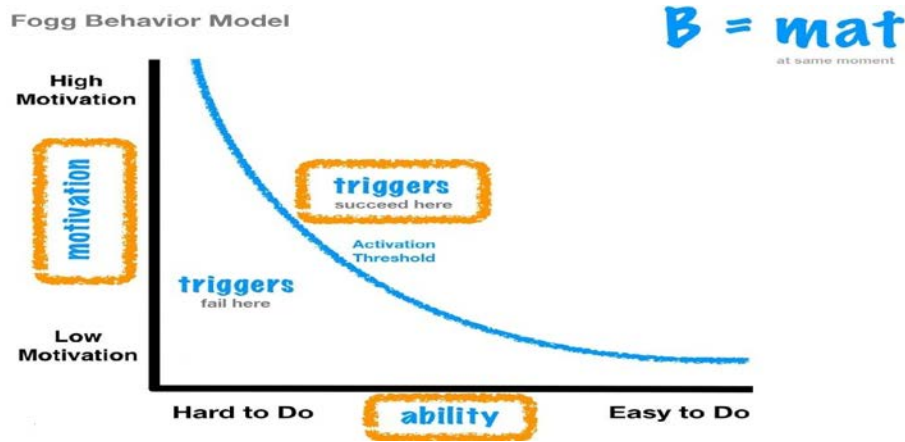 Fogg Behavior Model
B = mat
at same moment
High
Motivation
motivation
triggers
succeed here
Activation
Threshold
triggers
fail here
Low
Motivation
Hard to Do
ability
Easy to Do